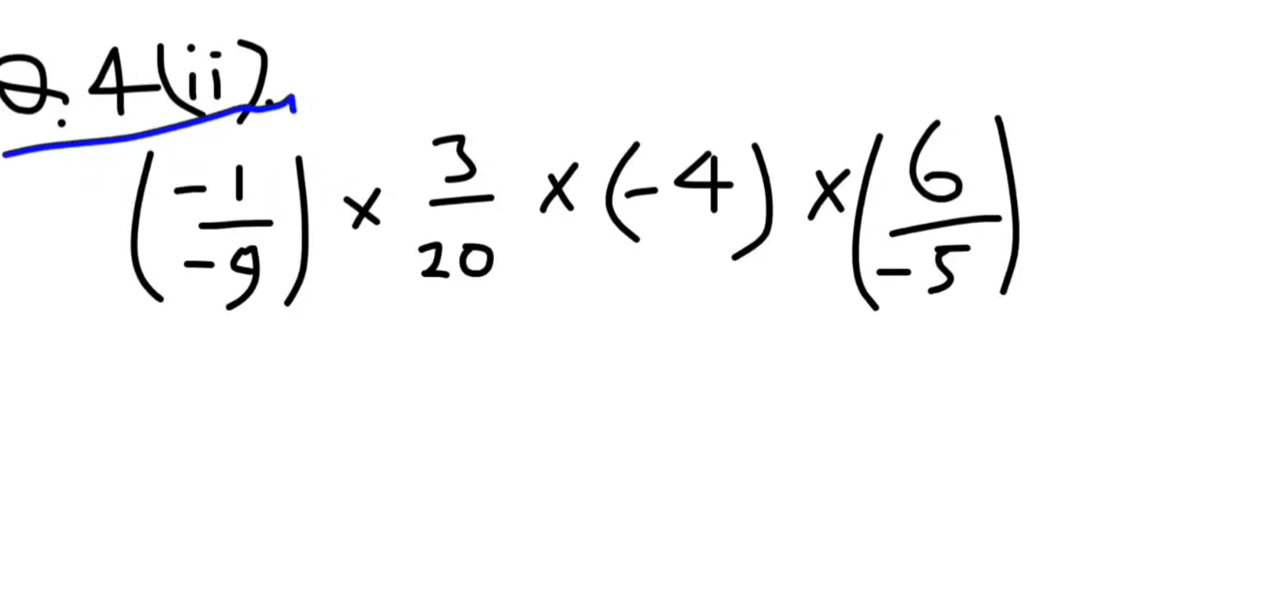 Q. 4(ii).
(-1/-9) × 3/20 × (-4) × (6/-5)